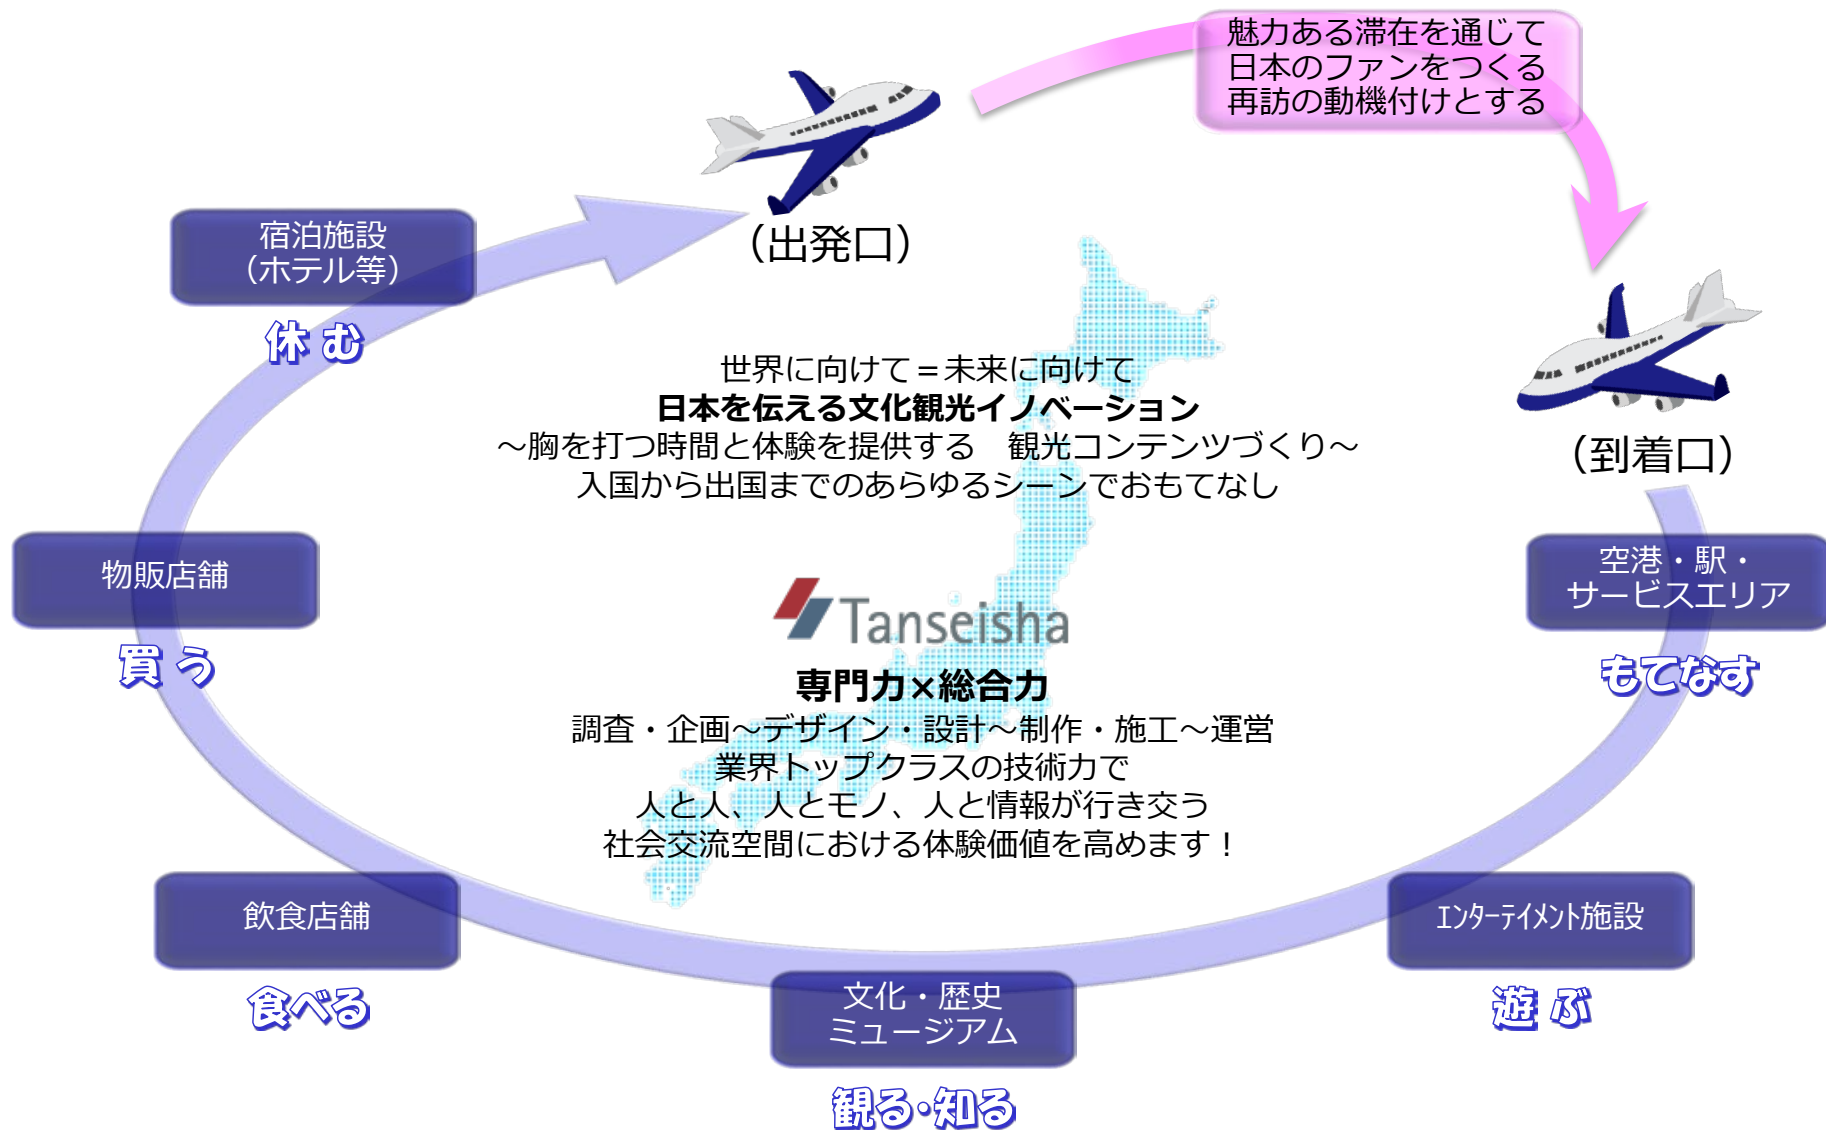 魅力ある滞在を通じて
日本のファンをつくる
再訪の動機付けとする
（出発口）
（到着口）
宿泊施設
（ホテル等）
休 む
世界に向けて＝未来に向けて
日本を伝える文化観光イノベーション
～胸を打つ時間と体験を提供する　観光コンテンツづくり～
入国から出国までのあらゆるシーンでおもてなし
物販店舗
買 う
空港・駅・
サービスエリア
もてなす
Tanseisha
専門力×総合力
調査・企画～デザイン・設計～制作・施工～運営
業界トップクラスの技術力で
人と人、人とモノ、人と情報が行き交う
社会交流空間における体験価値を高めます！
飲食店舗
食べる
ｴﾝﾀｰﾃｲﾒﾝﾄ施設
遊 ぶ
文化・歴史
ミュージアム
観る・知る